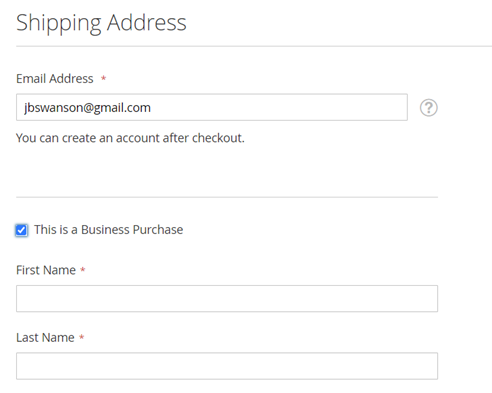 Shipping Address
Email Address *
jbswanson@gmail.com
?
You can create an account after checkout.
This is a Business Purchase
First Name *
Last Name *